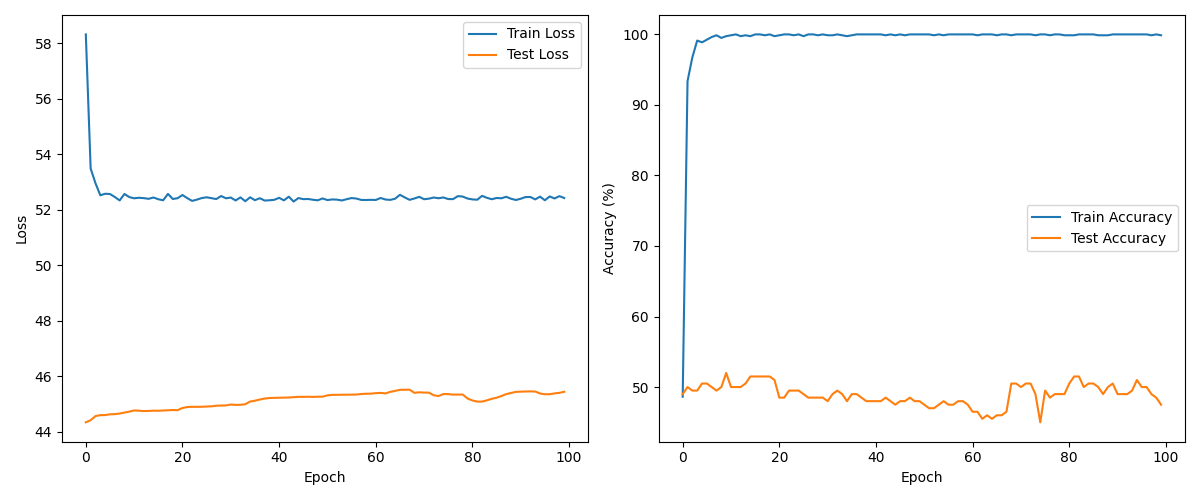 Train Loss
Test Loss
58
56
54
52
50
48
46
44
Loss
0 20 40 60 80 100
Epoch
100
90
80
70
60
50
Accuracy (%)
Train Accuracy
Test Accuracy
0 20 40 60 80 100
Epoch